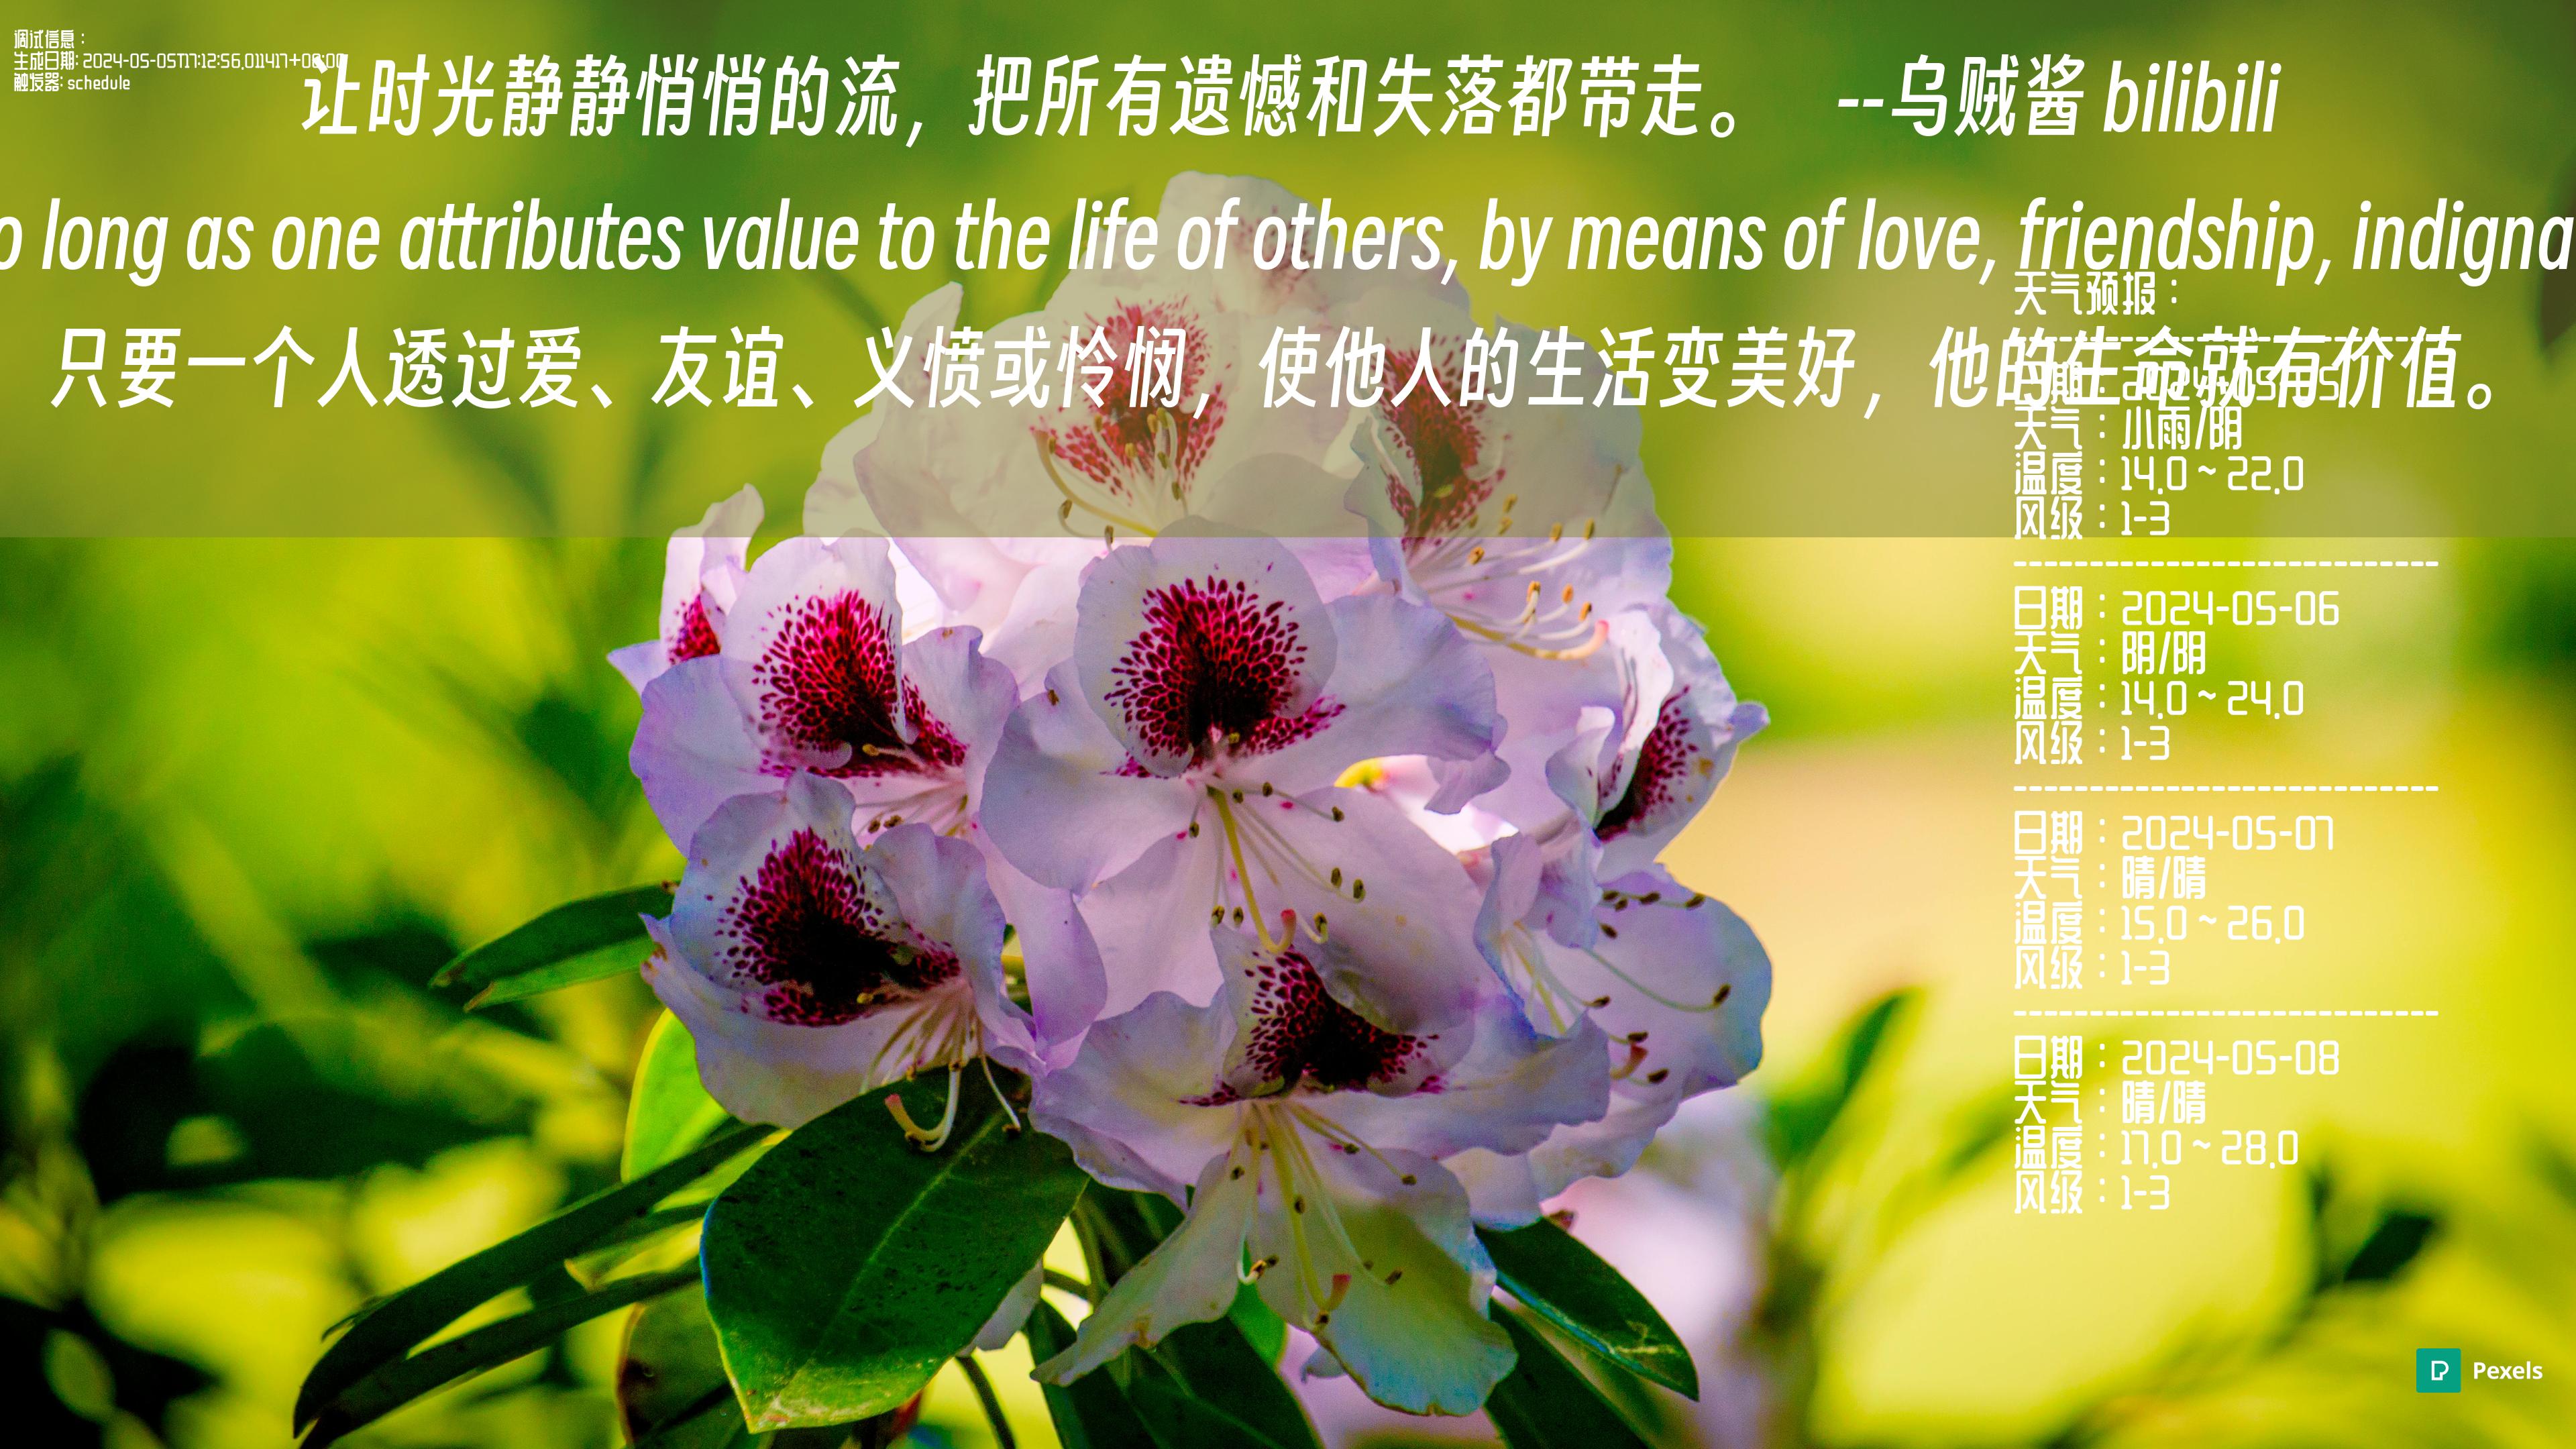 调试信息：
生成日期: 2024-05-05T17:12:56.011417+08:00
触发器: schedule
让时光静静悄悄的流，把所有遗憾和失落都带走。 --乌贼酱 bilibili
o long as one attributes value to the life of others, by means of love, friendship, indigna
只要一个人透过爱、友谊、义愤或怜悯，使他人的生活变美好，他的生命就有价值。
天气预报：
----------------------------
日期：2024-05-05
天气：小雨/阴
温度：14.0 ~ 22.0
风级：1-3
----------------------------
日期：2024-05-06
天气：阴/阴
温度：14.0 ~ 24.0
风级：1-3
----------------------------
日期：2024-05-07
天气：晴/晴
温度：15.0 ~ 26.0
风级：1-3
----------------------------
日期：2024-05-08
天气：晴/晴
温度：17.0 ~ 28.0
风级：1-3
Pexels